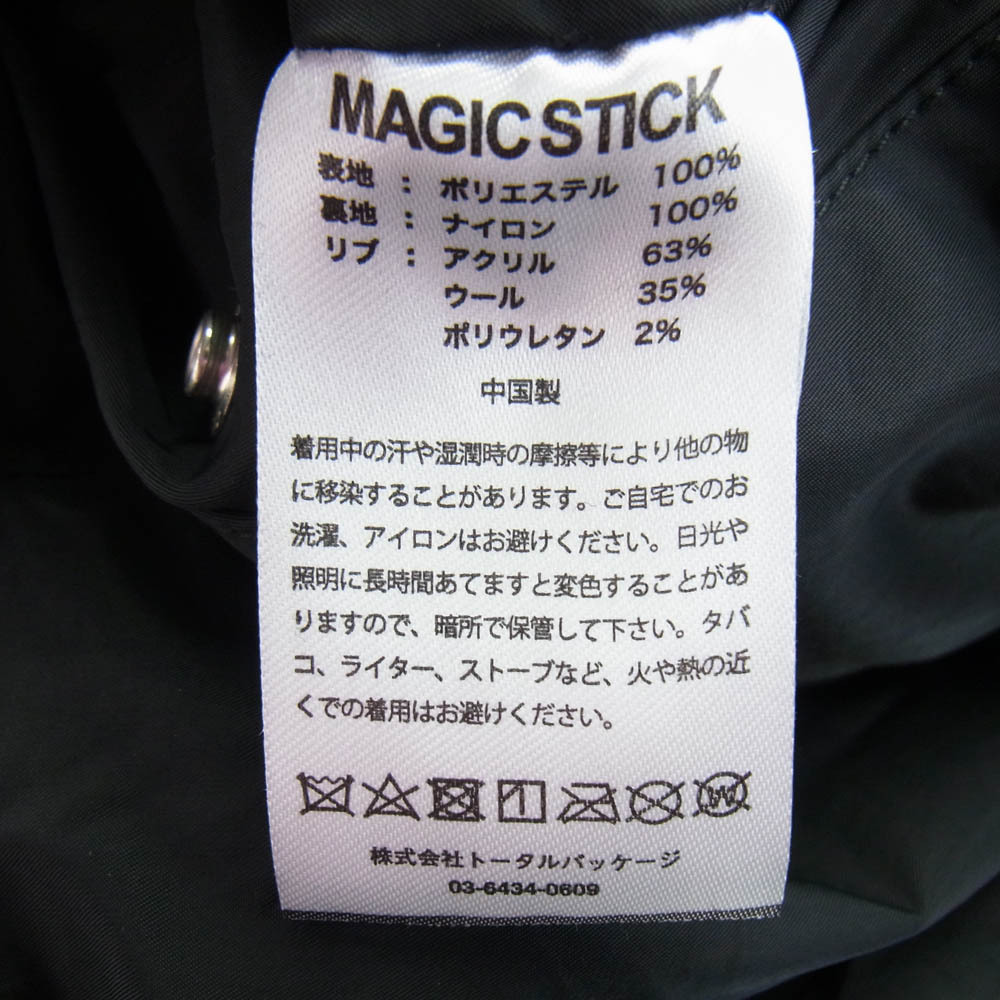 MAGIC STICK
表地 : ポリエステル 100%
裏地 : ナイロン 100%
リブ : アクリル 63%
ウール 35%
ポリウレタン 2%
中国製
着用中の汗や湿潤時の摩擦等により他の物
に移染することがあります。ご自宅でのお
洗濯、アイロンはお避けください。日光や
照明に長時間あてますと変色することがあ
りますので、暗所で保管して下さい。タバ
コ、ライター、ストーブなど、火や熱の近
くでの着用はお避けください。
W
株式会社トータルパッケージ
03-6434-0609